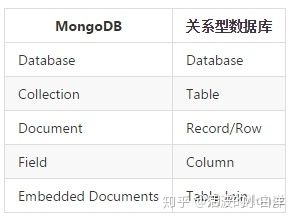 MongoDB 关系型数据库
Database Database
Collection Table
Document Record/Row
Field Column
Embedded Documents Table Join
知乎